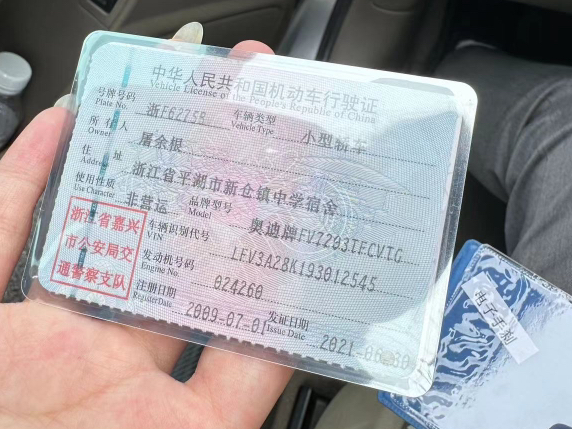 中华人民共和国机动车行驶证
Vehicle License of the People's Republic of China
号牌号码 浙F627SR 车辆类型 小型轿车
Plate No. Vehicle Type
所有人 屠余根
Owner
住址 浙江省平湖市新仓镇中学宿舍
Address
使用性质 非营运 品牌型号 奥迪牌FV7203TFCVTG
Use Character Model
浙江省嘉兴
市公安局交
通警察支队
车辆识别代号 LFV3A28K193012545
VIN
发动机号码 024260
Engine No.
注册日期 2009-07-01 发证日期 2021-06-30
Register Date Issue Date